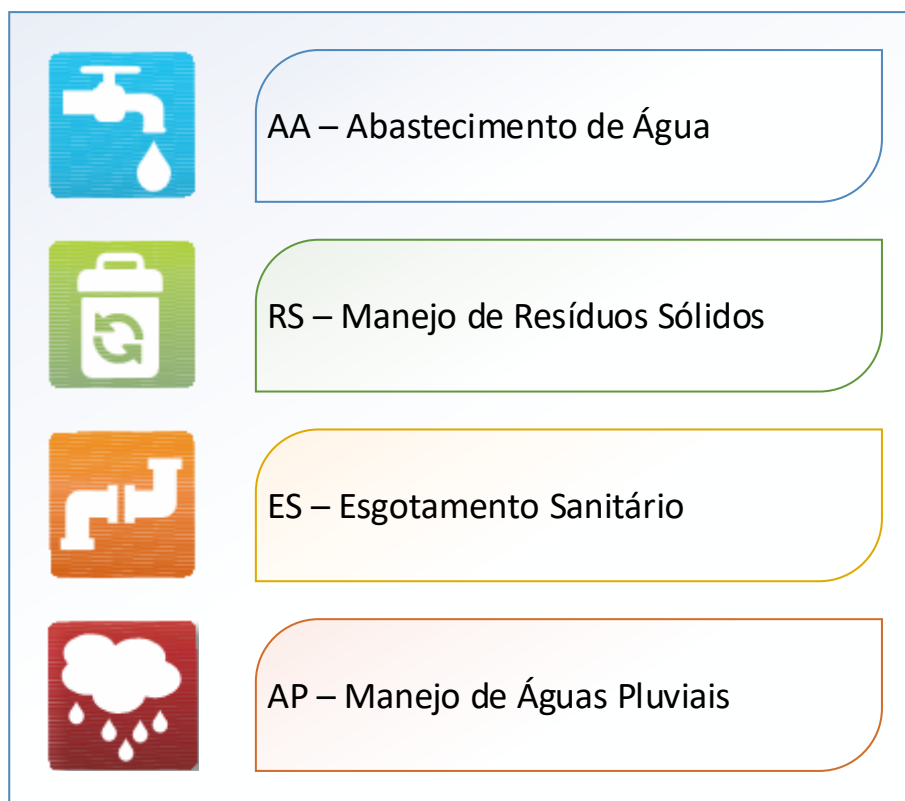 AA – Abastecimento de Água
RS – Manejo de Resíduos Sólidos
ES – Esgotamento Sanitário
AP – Manejo de Águas Pluviais